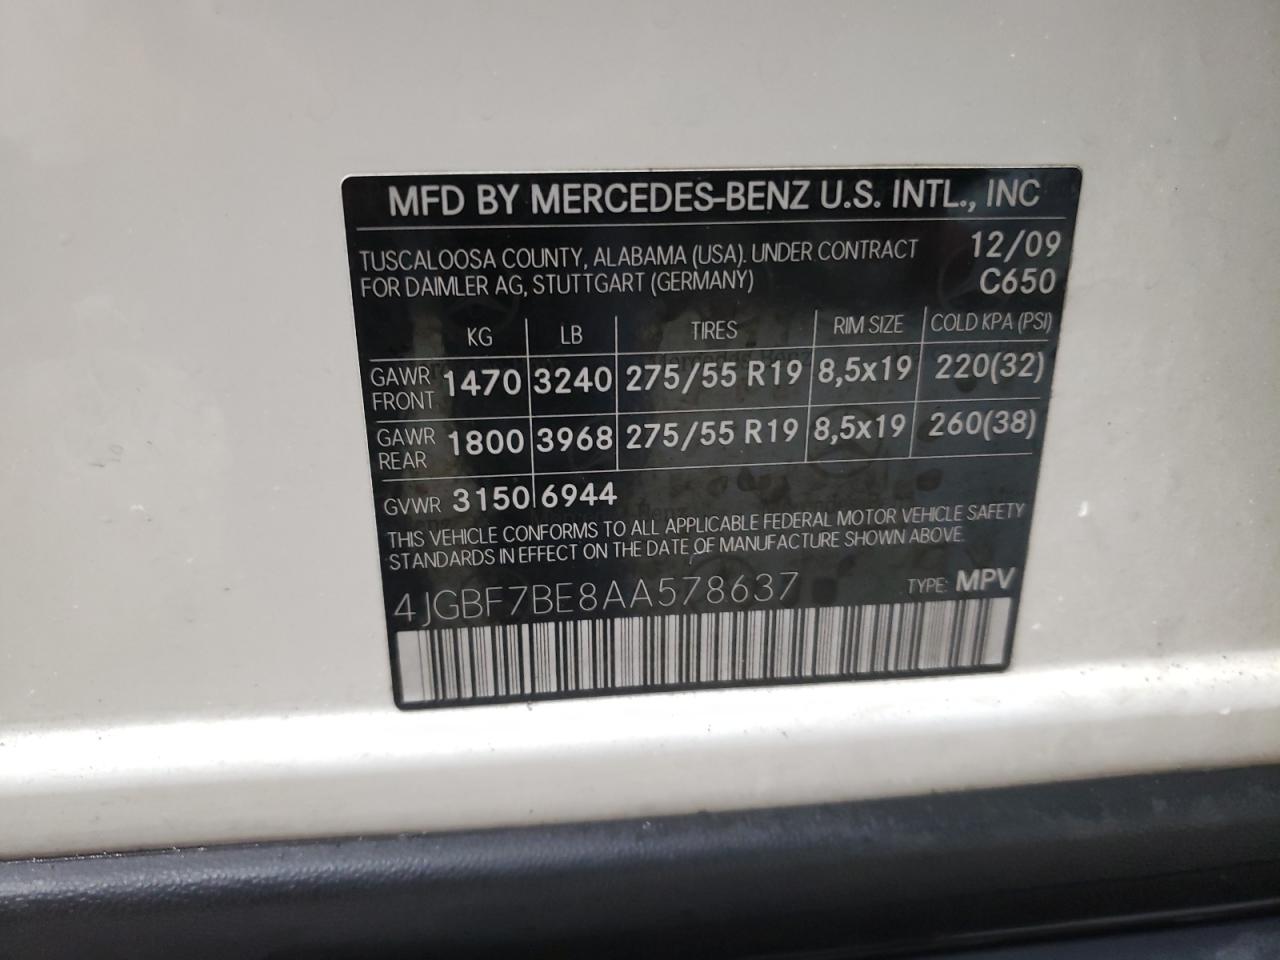 MFD BY MERCEDES-BENZ U.S. INTL., INC
TUSCALOOSA COUNTY, ALABAMA (USA). UNDER CONTRACT 12/09
FOR DAIMLER AG, STUTTGART (GERMANY) C650
KG LB TIRES RIM SIZE COLD KPA (PSI)
GAWR FRONT 1470 3240 275/55 R19 8,5x19 220(32)
GAWR REAR 1800 3968 275/55 R19 8,5x19 260(38)
GVWR 3150 6944
THIS VEHICLE CONFORMS TO ALL APPLICABLE FEDERAL MOTOR VEHICLE SAFETY
STANDARDS IN EFFECT ON THE DATE OF MANUFACTURE SHOWN ABOVE.
4JGBF7BE8AA578637 TYPE: MPV